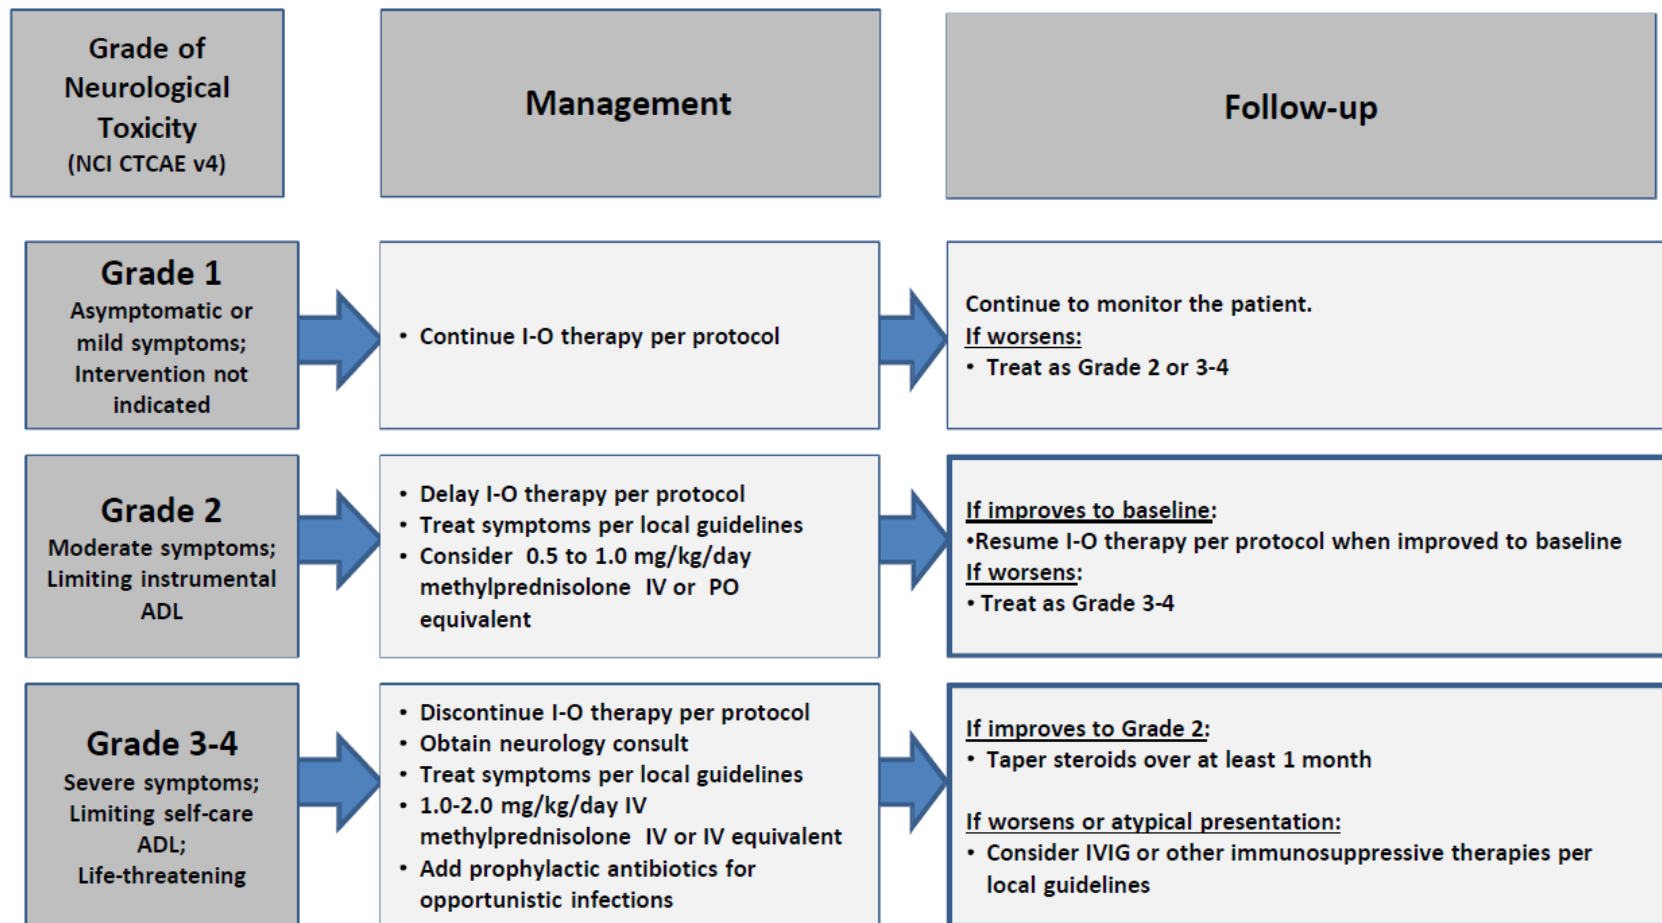 Grade of
Neurological
Toxicity
(NCI CTCAE v4)
Management
Follow-up
Grade 1
Asymptomatic or
mild symptoms;
Intervention not
indicated
• Continue I-O therapy per protocol
Continue to monitor the patient.
If worsens:
• Treat as Grade 2 or 3-4
Grade 2
Moderate symptoms;
Limiting instrumental
ADL
• Delay I-O therapy per protocol
• Treat symptoms per local guidelines
• Consider 0.5 to 1.0 mg/kg/day
methylprednisolone IV or PO
equivalent
If improves to baseline:
•Resume I-O therapy per protocol when improved to baseline
If worsens:
• Treat as Grade 3-4
Grade 3-4
Severe symptoms;
Limiting self-care
ADL;
Life-threatening
• Discontinue I-O therapy per protocol
• Obtain neurology consult
• Treat symptoms per local guidelines
• 1.0-2.0 mg/kg/day IV
methylprednisolone IV or IV equivalent
• Add prophylactic antibiotics for
opportunistic infections
If improves to Grade 2:
• Taper steroids over at least 1 month
If worsens or atypical presentation:
• Consider IVIG or other immunosuppressive therapies per
local guidelines